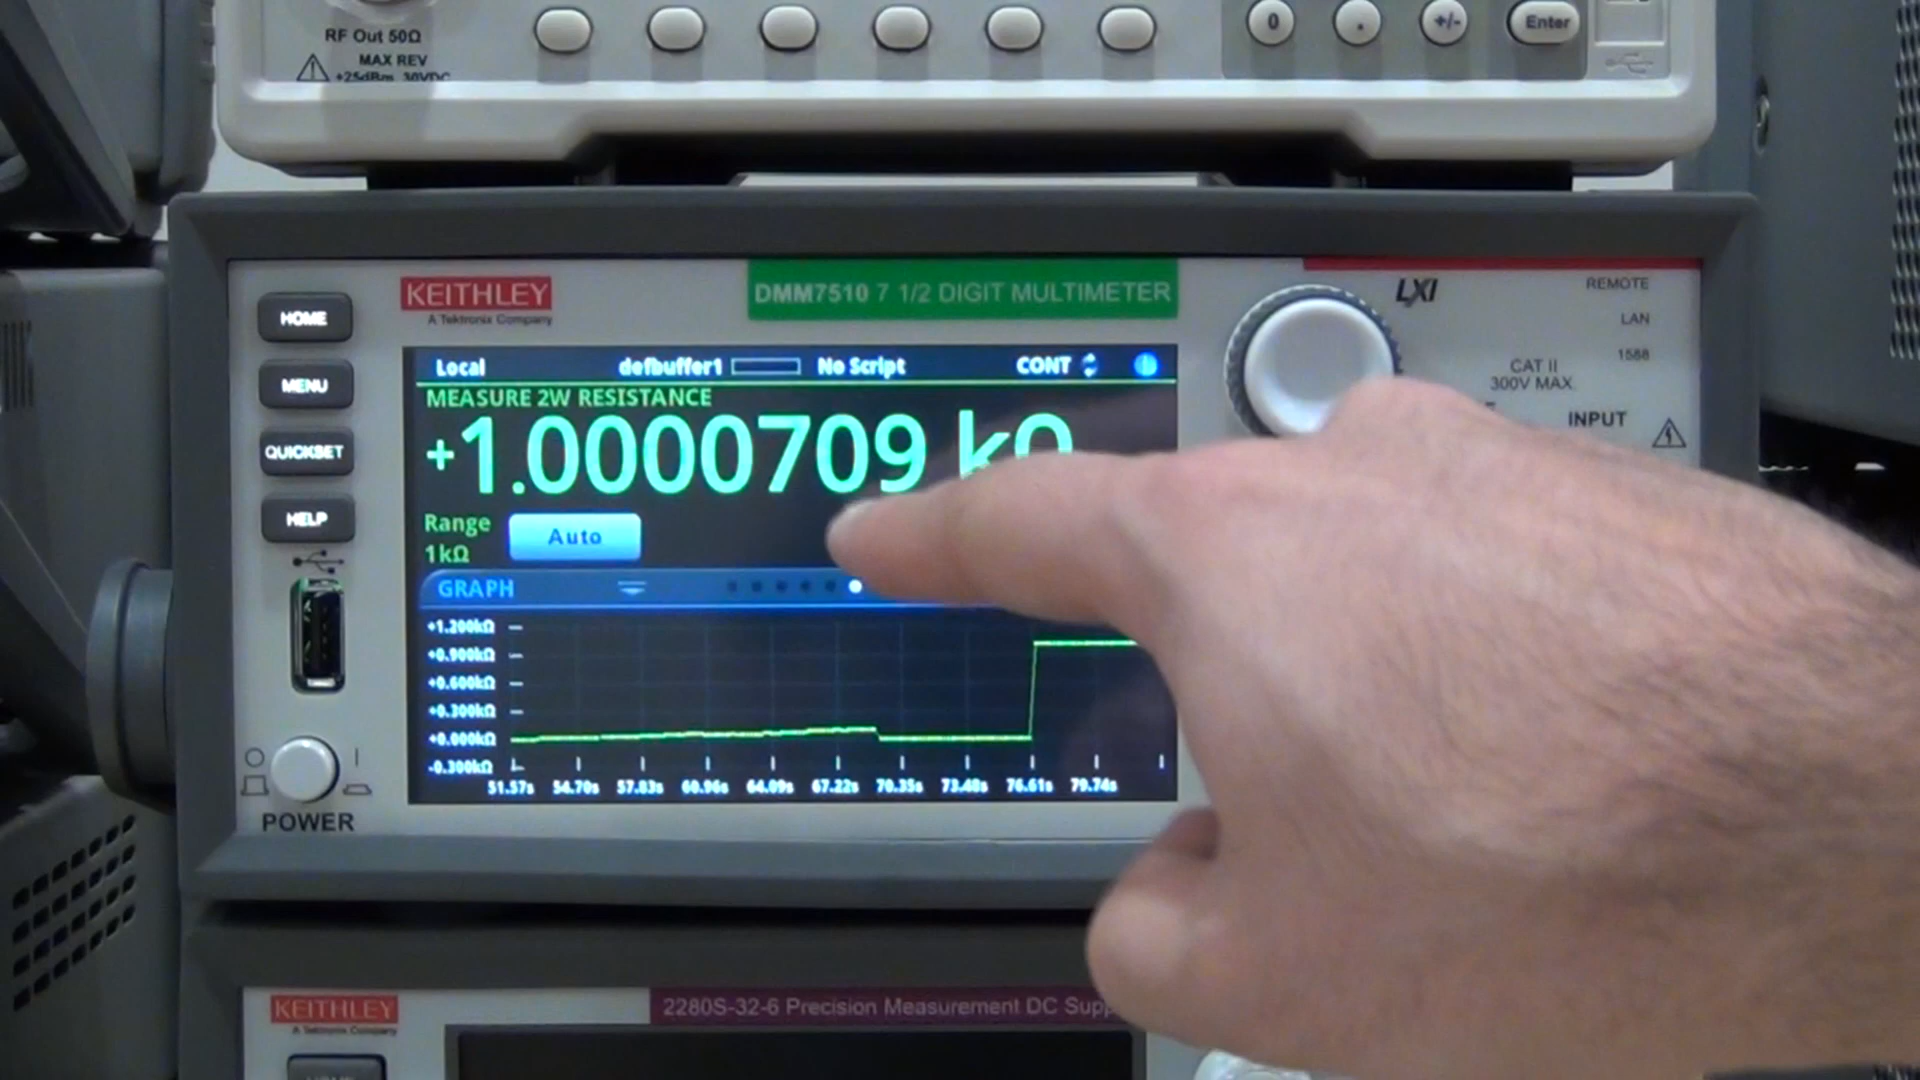 RF Out 50Ω
MAX REV
+25dBm, 30VDC
0
.
+/-
Enter
KEITHLEY
A Tektronix Company
DMM7510 7 1/2 DIGIT MULTIMETER
LXI
REMOTE
LAN
1588
CAT II
300V MAX
INPUT
HOME
MENU
QUICKSET
HELP
Local
defbuffer1
No Script
CONT
MEASURE 2W RESISTANCE
+1.0000709 kΩ
Range
1kΩ
Auto
GRAPH
+1.200kΩ
+0.900kΩ
+0.600kΩ
+0.300kΩ
+0.000kΩ
-0.300kΩ
51.57s 54.70s 57.83s 60.96s 64.09s 67.22s 70.35s 73.48s 76.61s 79.74s
POWER
KEITHLEY
A Tektronix Company
2280S-32-6 Precision Measurement DC Supp